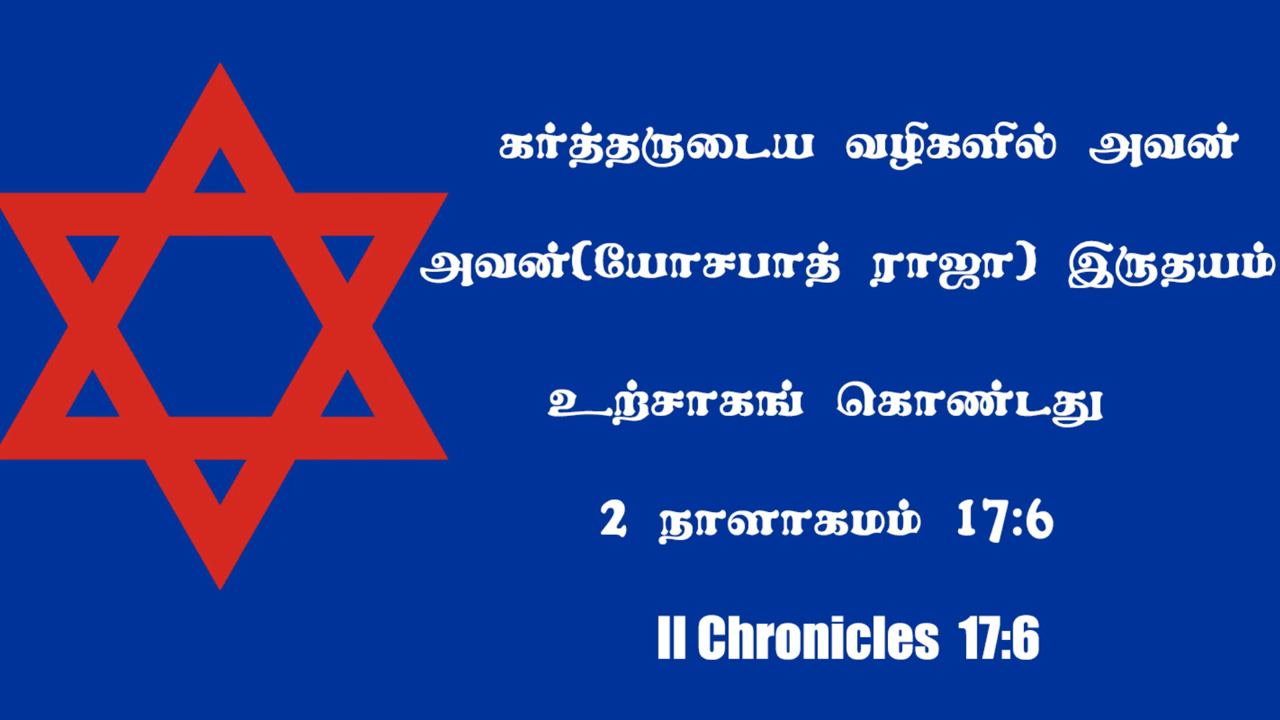 கர்த்தருடைய வழிகளில் அவன்
அவன்(யோசபாத் ராஜா) இருதயம்
உற்சாகங் கொண்டது
2 நாளாகமம் 17:6
II Chronicles 17:6